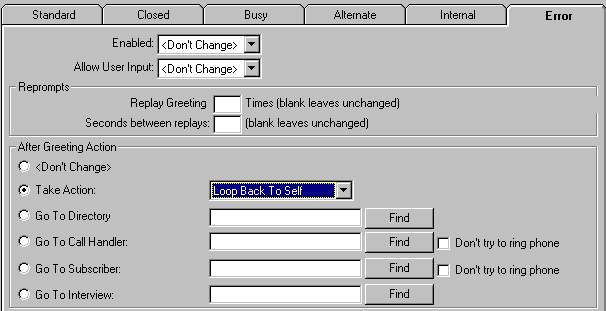 Standard Closed Busy Alternate Internal Error
Enabled: <Don't Change>
Allow User Input: <Don't Change>
Reprompts
Replay Greeting Times (blank leaves unchanged)
Seconds between replays: (blank leaves unchanged)
After Greeting Action
<Don't Change>
Take Action: Loop Back To Self
Go To Directory Find
Go To Call Handler: Find Don't try to ring phone
Go To Subscriber: Find Don't try to ring phone
Go To Interview: Find